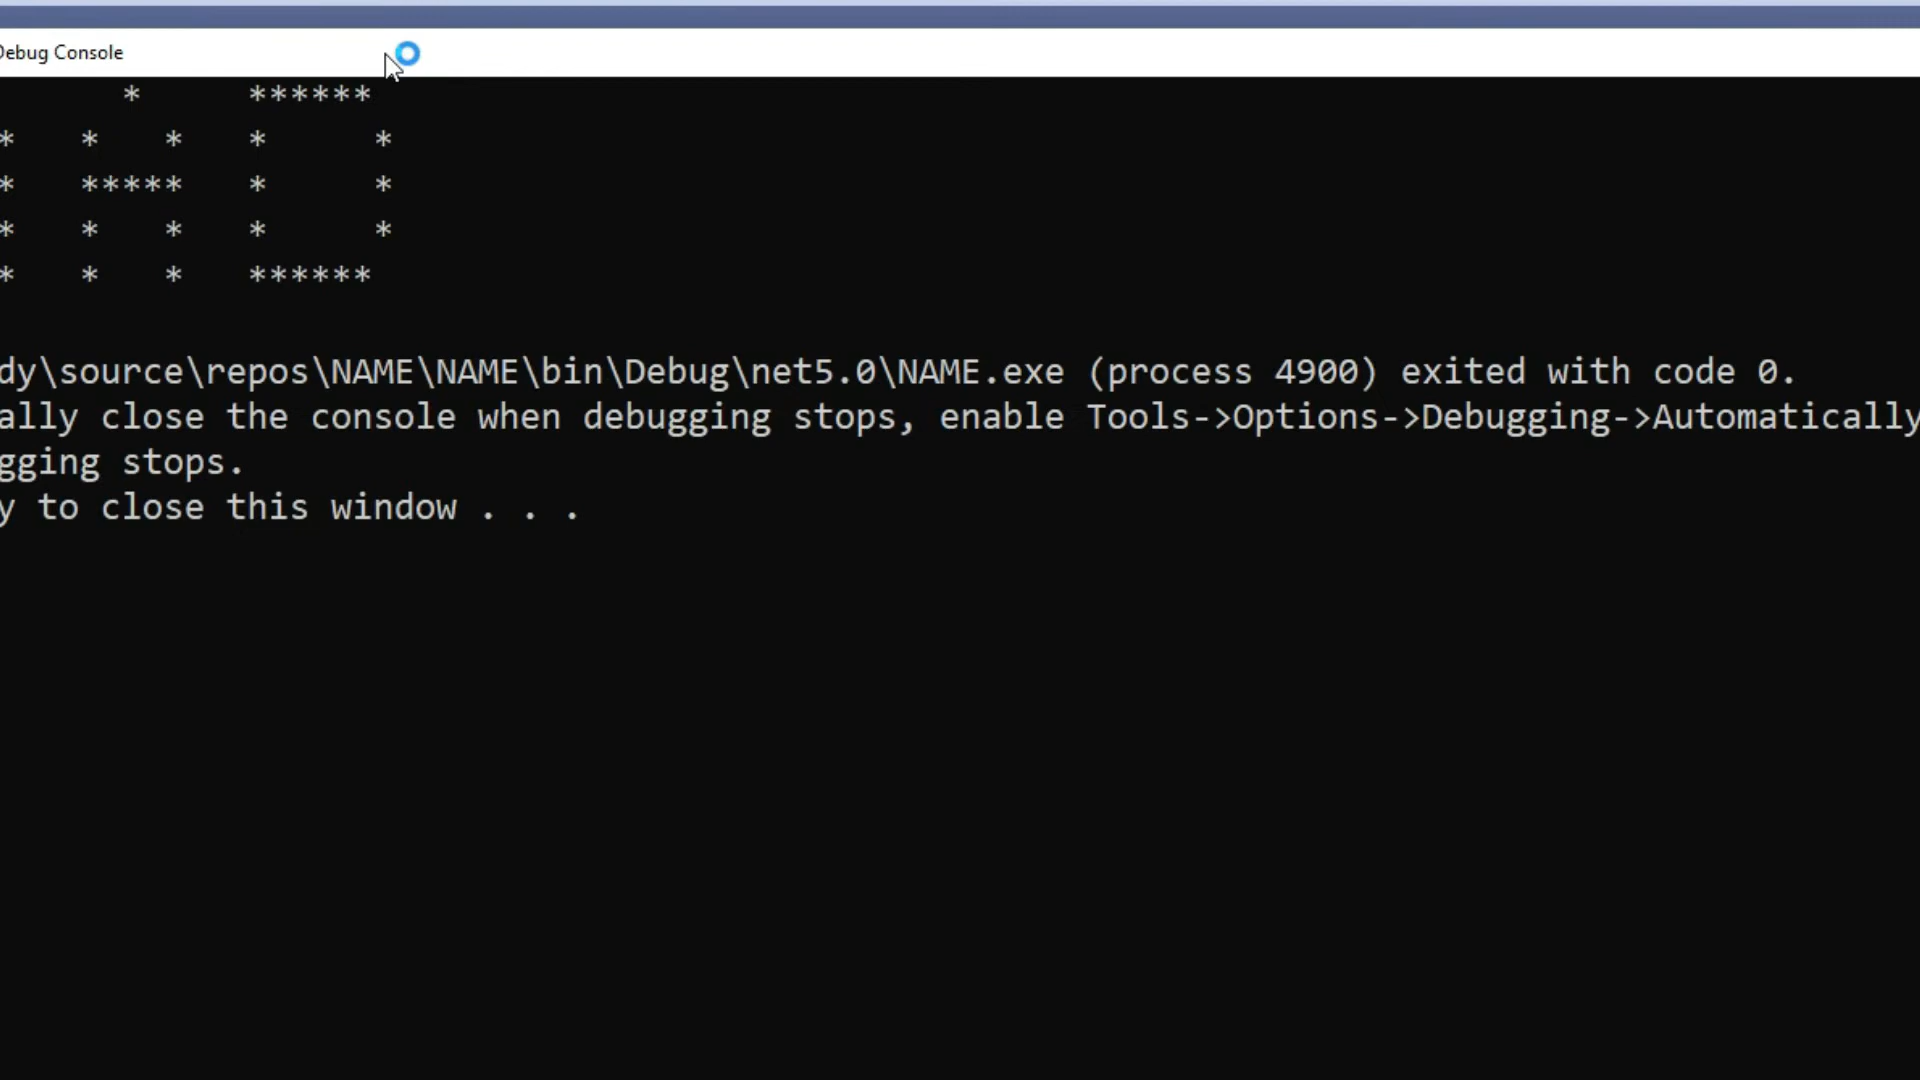 Debug Console
       *     ******
*   *   *   *     *
*   *****   *     *
*   *   *   *     *
*   *   *   ******
dy\source\repos\NAME\NAME\bin\Debug\net5.0\NAME.exe (process 4900) exited with code 0.
ally close the console when debugging stops, enable Tools->Options->Debugging->Automatically
gging stops.
y to close this window . . .